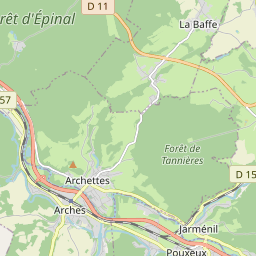 D 11
La Baffe
rêt d'Épinal
57
Forêt de
Tannières
D 15
Archettes
Arches
Jarménil
Pouxeux